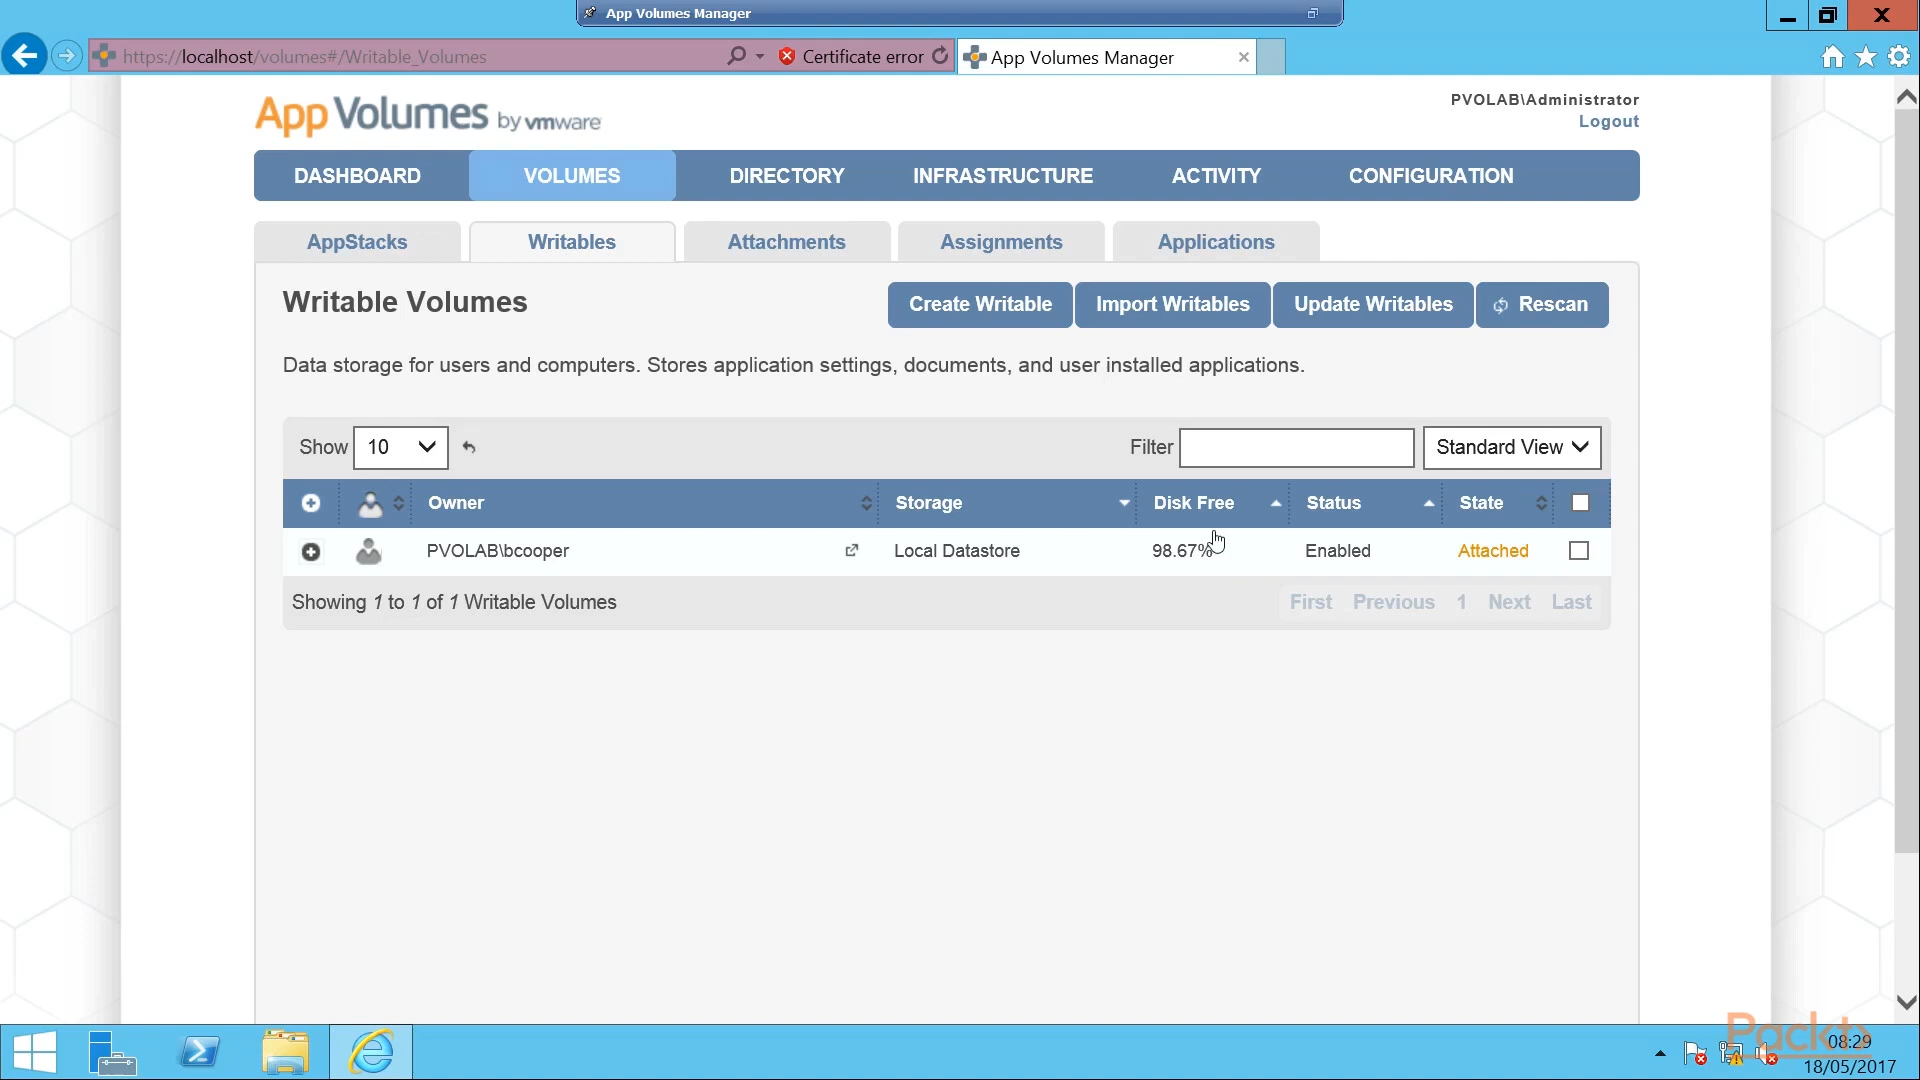 App Volumes Manager
https://localhost/volumes#/Writable_Volumes
Certificate error
App Volumes Manager
App Volumes by vmware
PVOLAB\Administrator
Logout
DASHBOARD VOLUMES DIRECTORY INFRASTRUCTURE ACTIVITY CONFIGURATION
AppStacks Writables Attachments Assignments Applications
Writable Volumes
Create Writable Import Writables Update Writables Rescan
Data storage for users and computers. Stores application settings, documents, and user installed applications.
Show 10 Filter Standard View
Owner Storage Disk Free Status State
PVOLAB\bcooper Local Datastore 98.67% Enabled Attached
Showing 1 to 1 of 1 Writable Volumes First Previous 1 Next Last
Packt
08:29
18/05/2017